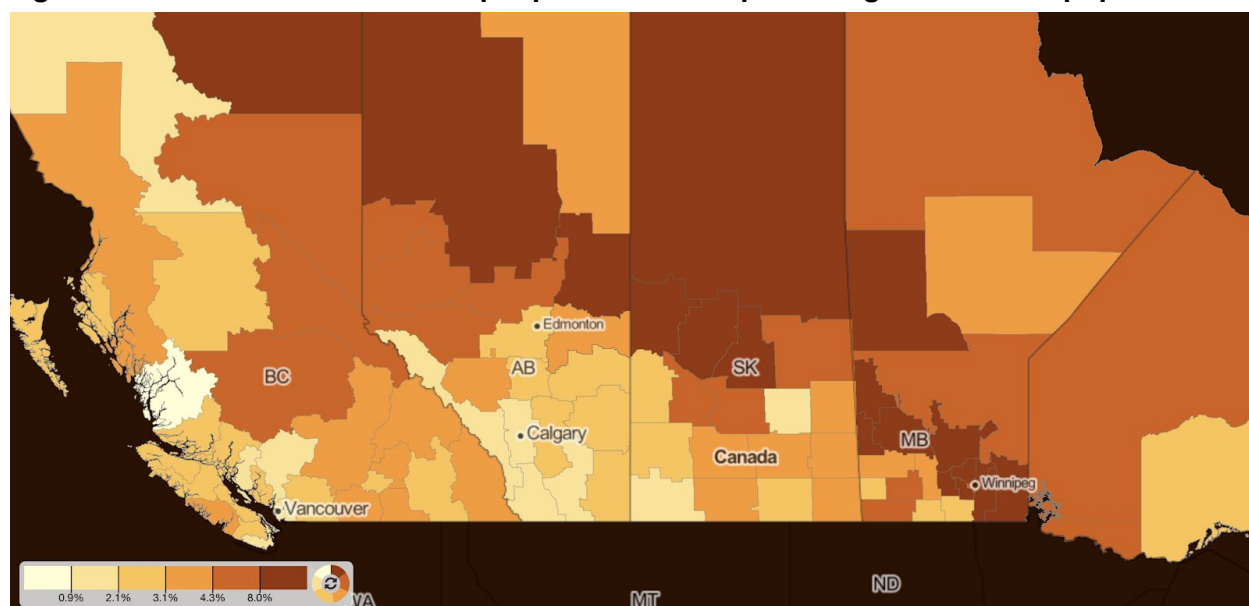 Edmonton
AB
BC
SK
Calgary
MB
Canada
Winnipeg
Vancouver
0.9% 2.1% 3.1% 4.3% 8.0%
WA
MT
ND